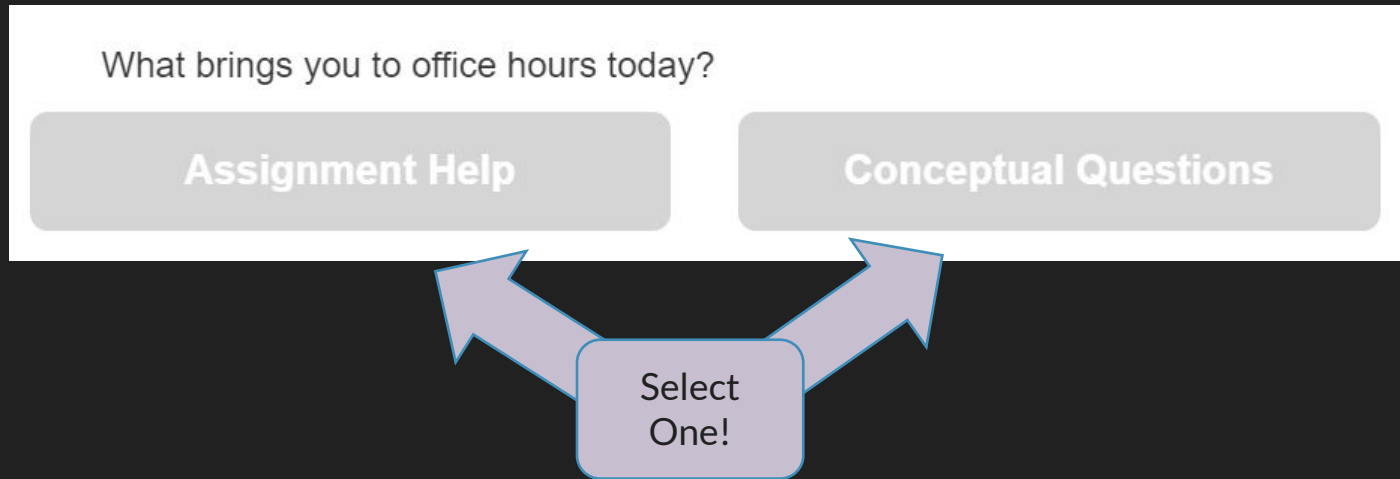 What brings you to office hours today?
Assignment Help
Conceptual Questions
Select
One!